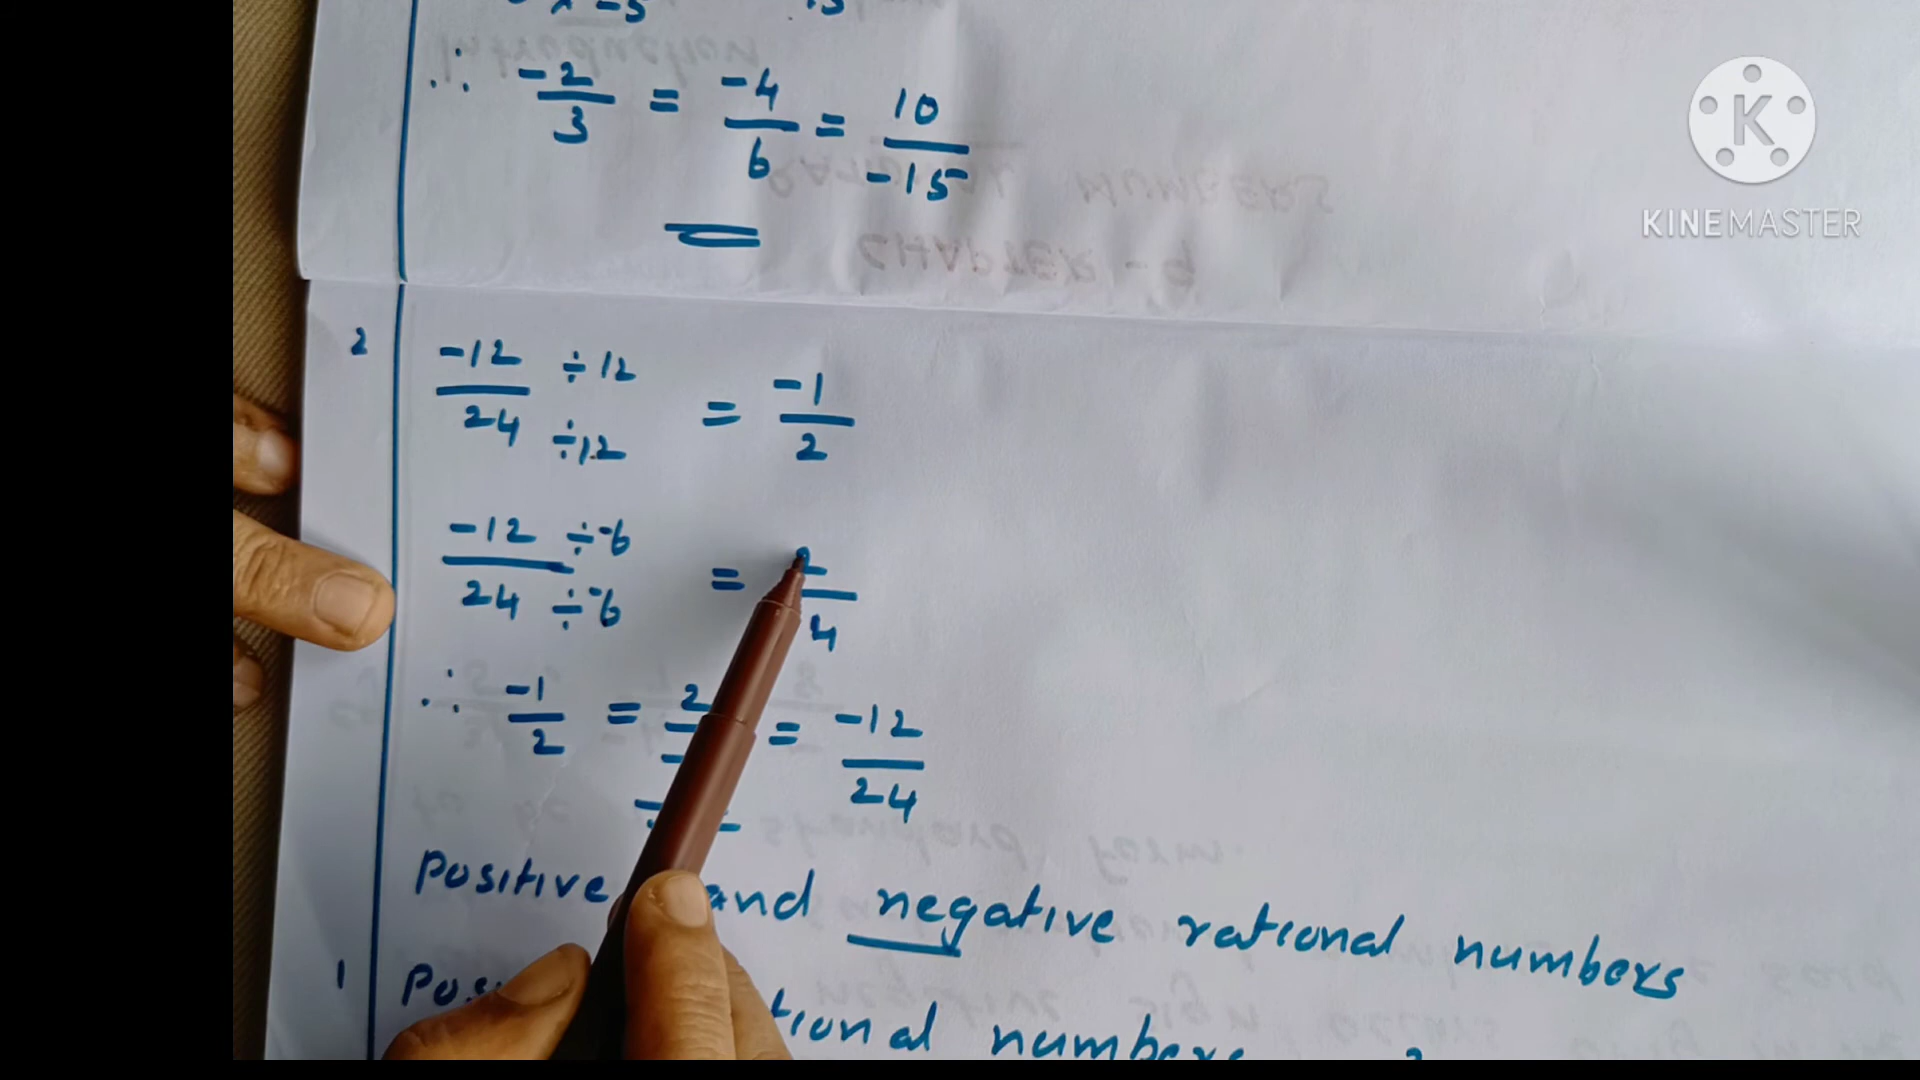 ∴ -2/3 = -4/6 = 10/-15
KINEMASTER
2 -12/24 ÷12/÷12 = -1/2
-12/24 ÷-6/÷-6 = 2/4
∴ -1/2 = 2/ = -12/24
Positive and negative rational numbers
1
numbers